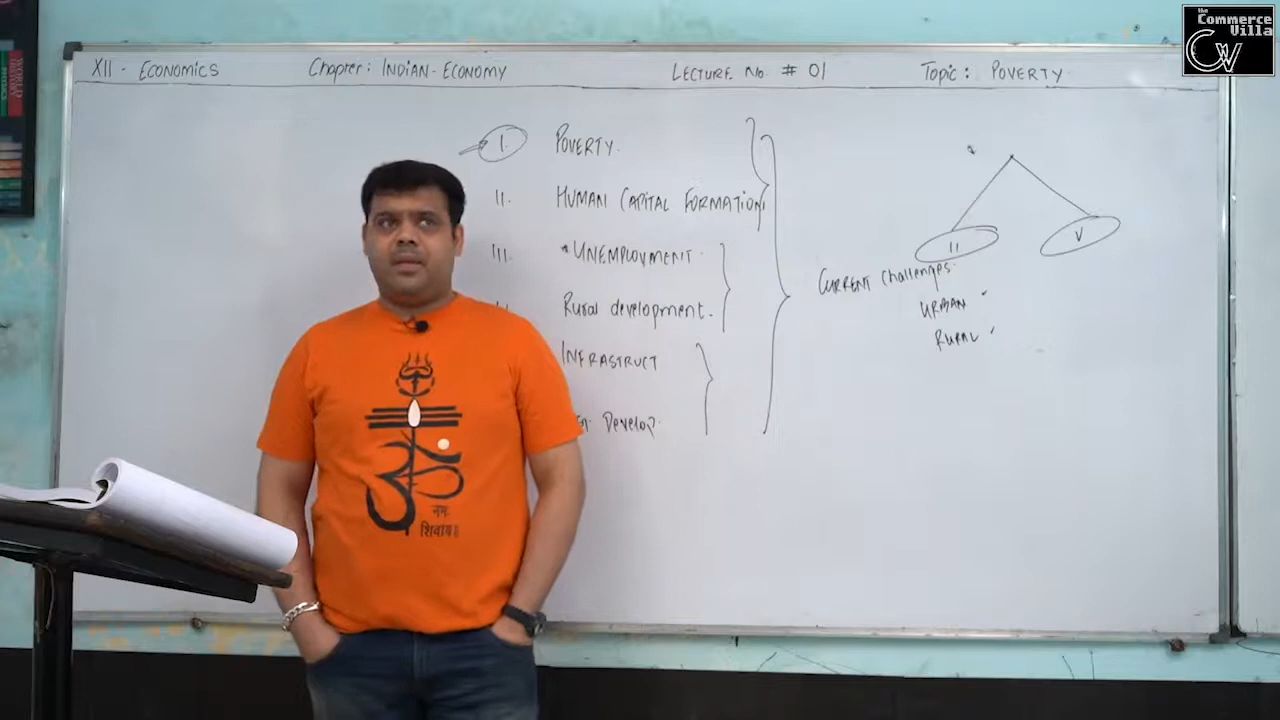 the Commerce Villa
CV
XII - ECONOMICS Chapter: INDIAN-ECONOMY LECTURE No. # 01 Topic: POVERTY
I. POVERTY.
II. HUMAN CAPITAL FORMATION
III. *UNEMPLOYMENT.
Rural development.
INFRASTRUCT
Develop.
II V
CURRENT Challenges.
URBAN
RURAL
ॐ
नमः
शिवाय॥